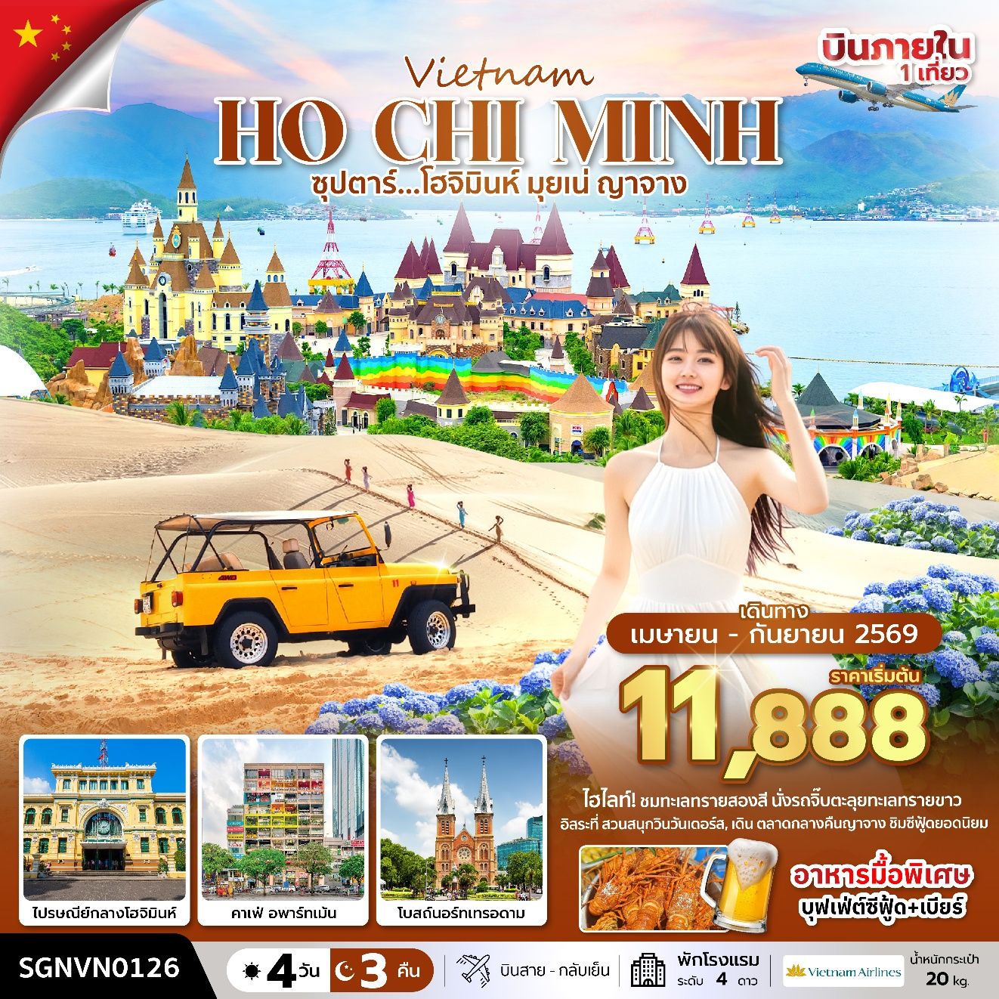 บินภายใน
1 เที่ยว
Vietnam
HO CHI MINH
ซุปตาร์...โฮจิมินห์ มุยเน่ ญาจาง
4WD
11
เดินทาง
เมษายน - กันยายน 2569
ราคาเริ่มต้น
11,888
ไฮไลท์! ชมทะเลทรายสองสี นั่งรถจี๊บตะลุยทะเลทรายขาว
อิสระที่ สวนสนุกวินวันเดอร์ส, เดิน ตลาดกลางคืนญาจาง ชิมซีฟู้ดยอดนิยม
อาหารมื้อพิเศษ
บุฟเฟ่ต์ซีฟู้ด+เบียร์
ไปรษณีย์กลางโฮจิมินห์
คาเฟ่ อพาร์ทเม้น
โบสถ์นอร์ทเทรอดาม
SGNVN0126
4 วัน 3 คืน
บินสาย - กลับเย็น
พักโรงแรม
ระดับ 4 ดาว
Vietnam Airlines
น้ำหนักกระเป๋า
20 kg.